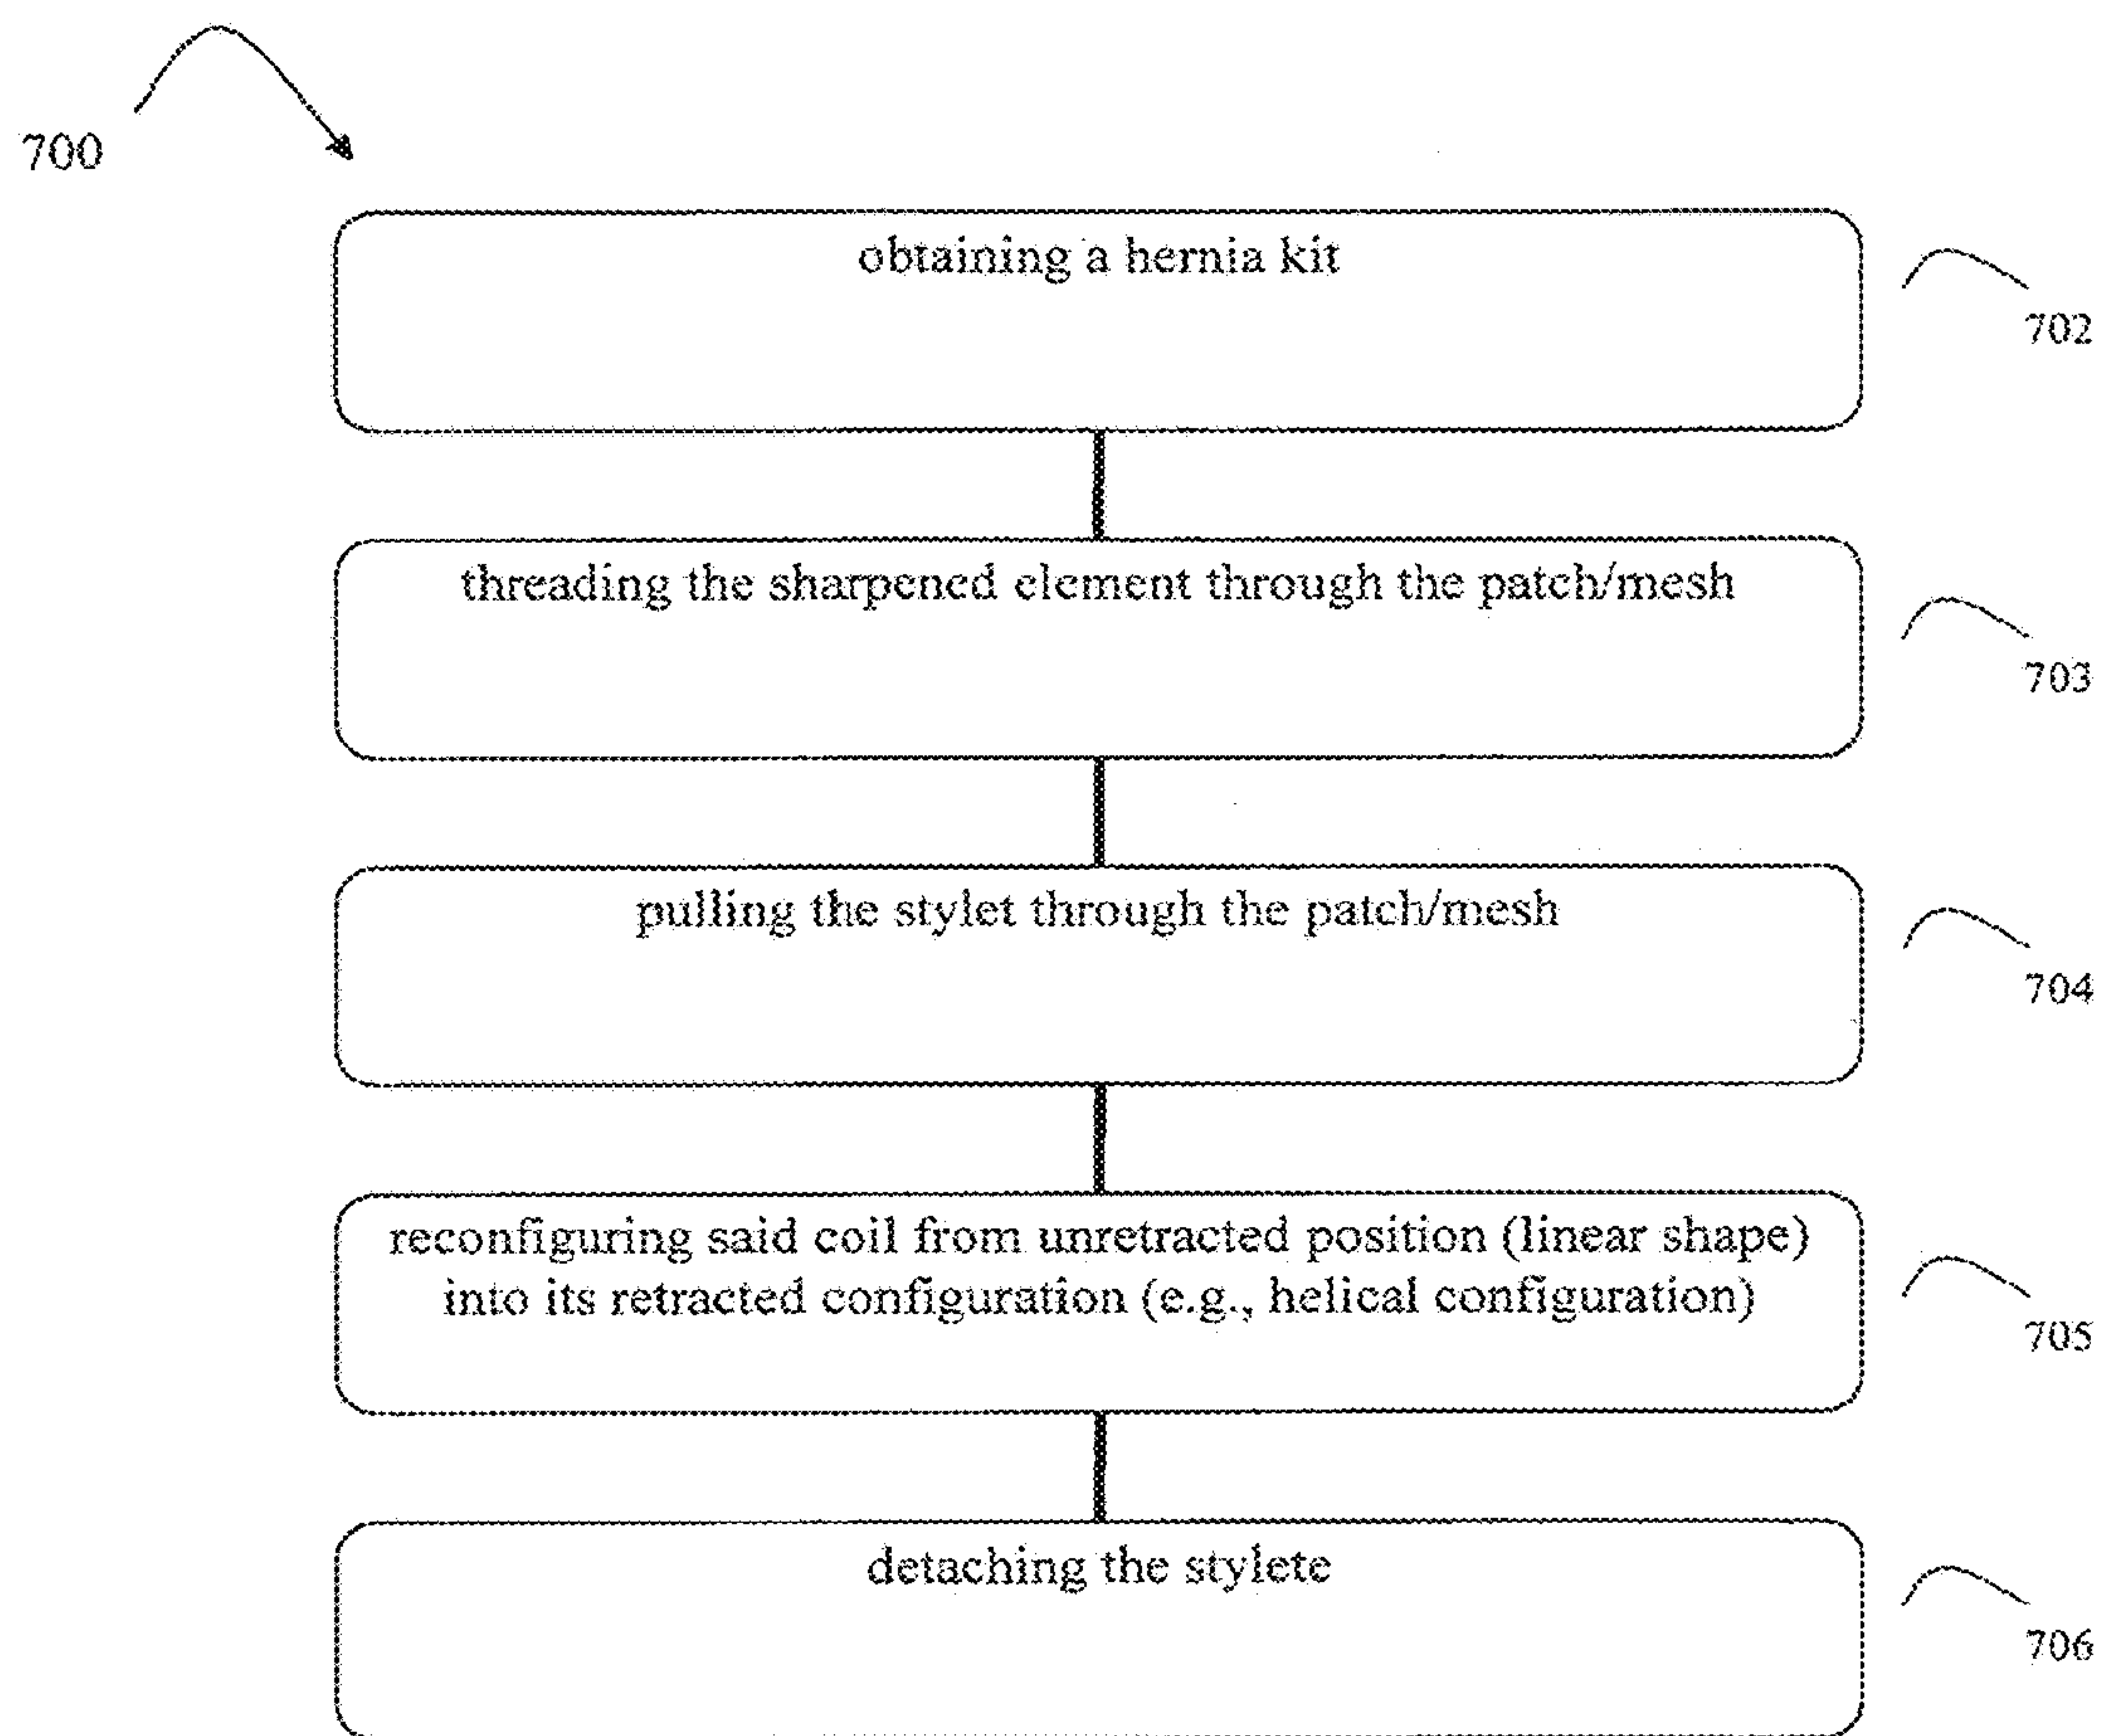 700
obtaining a hernia kit
702
threading the sharpened element through the patch/mesh
703
pulling the stylet through the patch/mesh
704
reconfiguring said coil from unretracted position (linear shape)
into its retracted configuration (e.g., helical configuration)
705
detaching the stylete
706